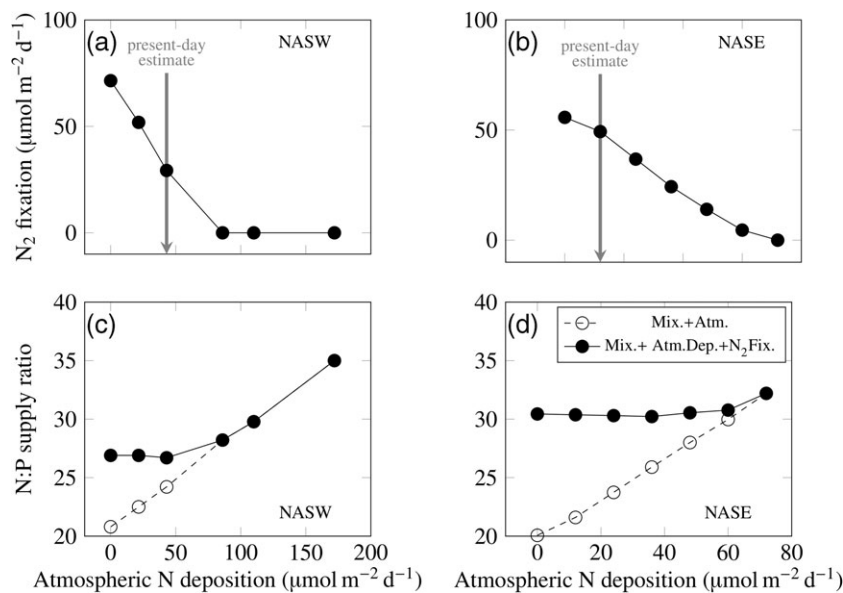 100
(a)
present-day
estimate
NASW
50
0
N₂ fixation (µmol m⁻² d⁻¹)
100
(b)
present-day
estimate
NASE
50
0
40
(c)
35
30
25
20
NASW
N:P supply ratio
0 50 100 150 200
Atmospheric N deposition (µmol m⁻² d⁻¹)
40
(d)
Mix.+Atm.
Mix.+ Atm.Dep.+N₂Fix.
35
30
25
20
NASE
0 20 40 60 80
Atmospheric N deposition (µmol m⁻² d⁻¹)